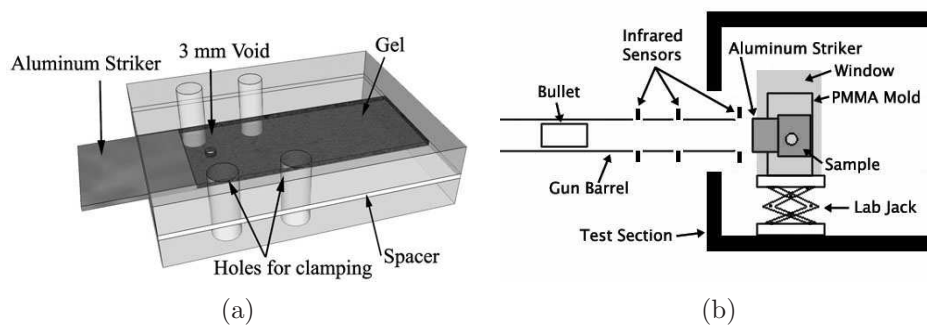 Aluminum Striker
3 mm Void
Gel
Holes for clamping
Spacer
(a)
Infrared
Sensors
Aluminum Striker
Window
PMMA Mold
Bullet
Sample
Gun Barrel
Lab Jack
Test Section
(b)